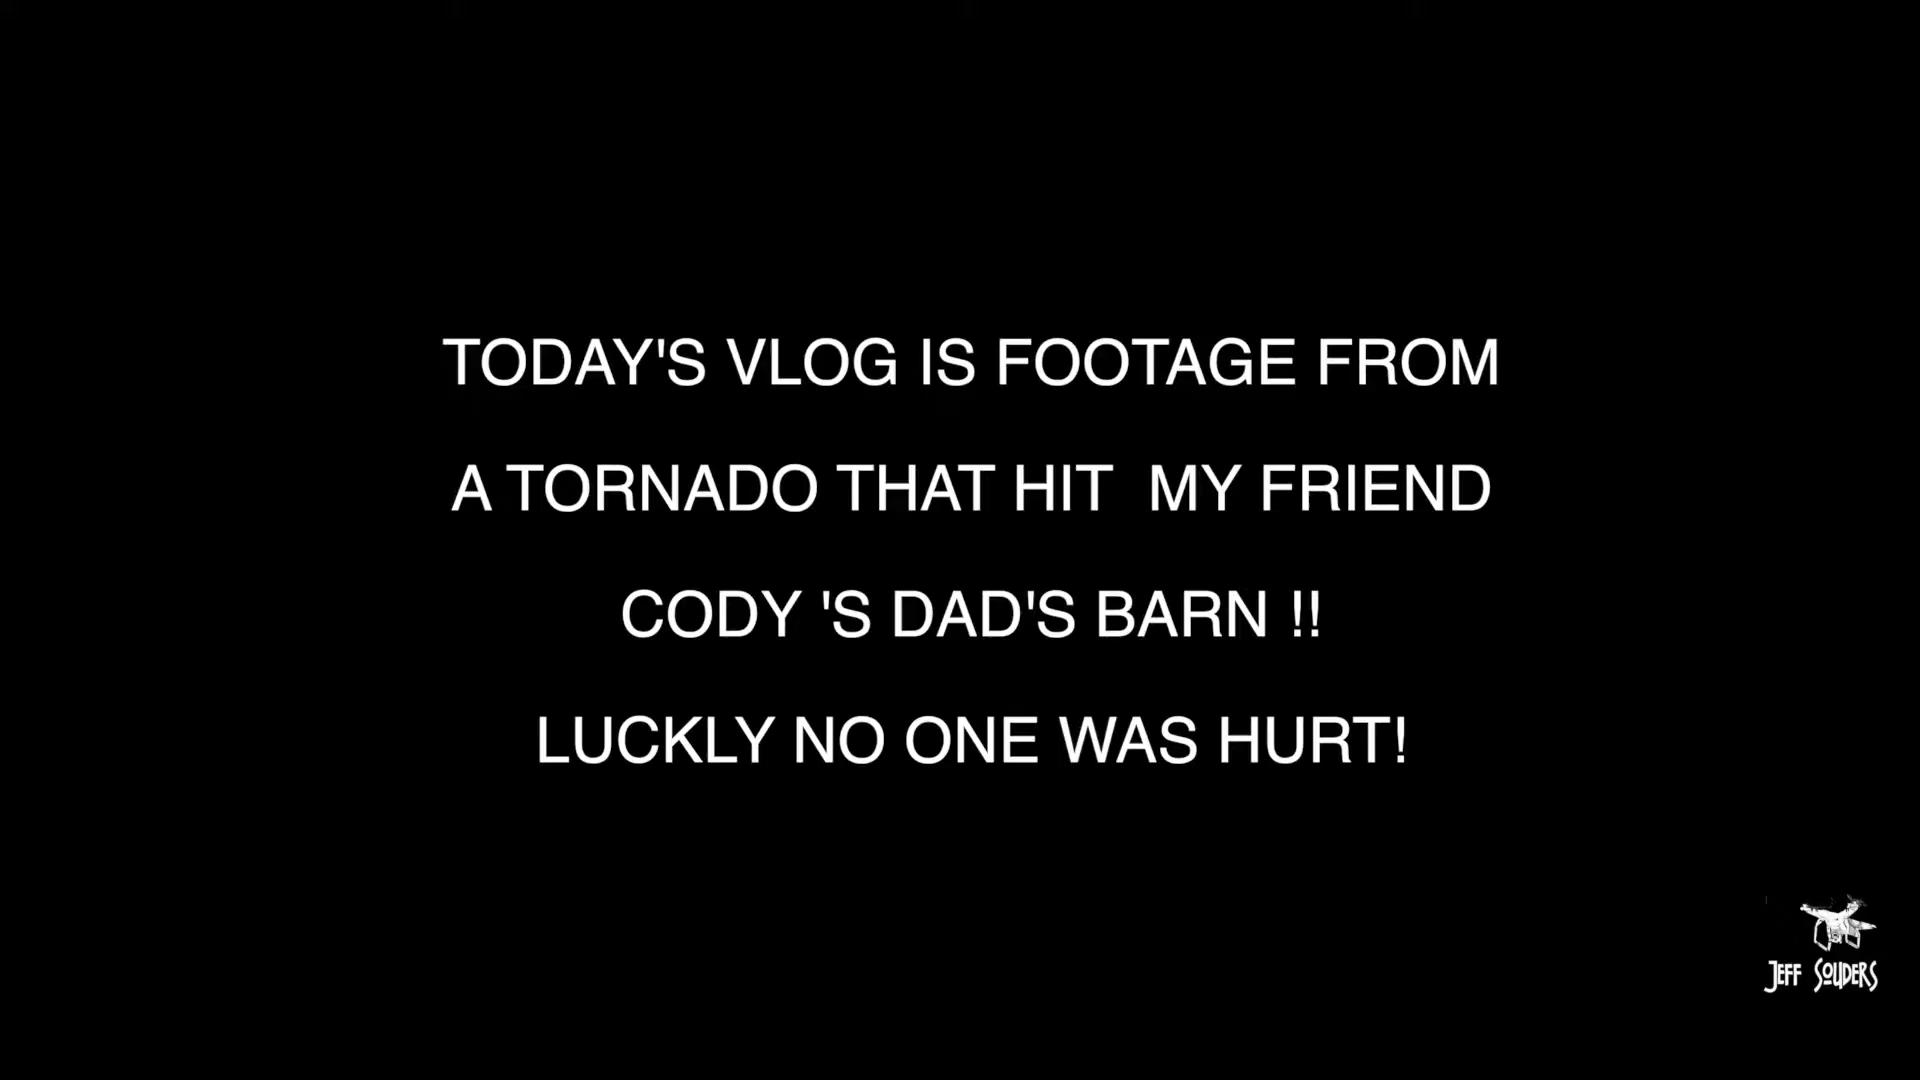 TODAY'S VLOG IS FOOTAGE FROM
A TORNADO THAT HIT  MY FRIEND
CODY 'S DAD'S BARN !!
LUCKLY NO ONE WAS HURT!
JEFF SOUDERS